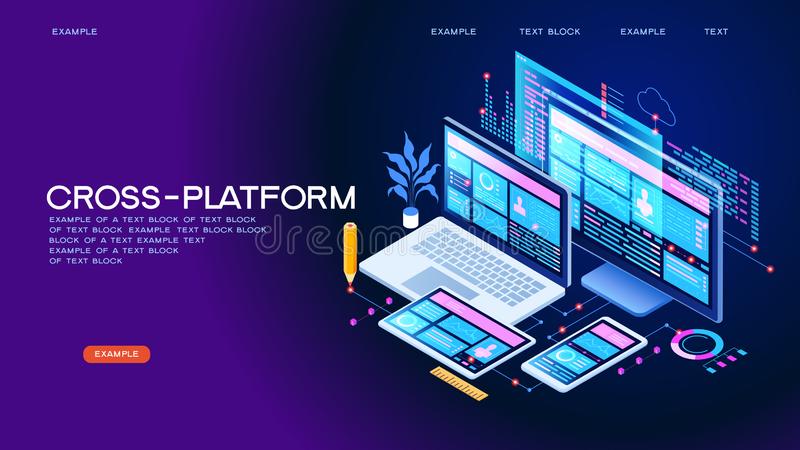 EXAMPLE
EXAMPLE
TEXT BLOCK
EXAMPLE
TEXT
CROSS-PLATFORM
EXAMPLE OF A TEXT BLOCK OF TEXT BLOCK
OF TEXT BLOCK EXAMPLE TEXT BLOCK BLOCK
BLOCK OF A TEXT EXAMPLE TEXT
EXAMPLE OF A TEXT BLOCK
OF TEXT BLOCK
EXAMPLE
dreamstime